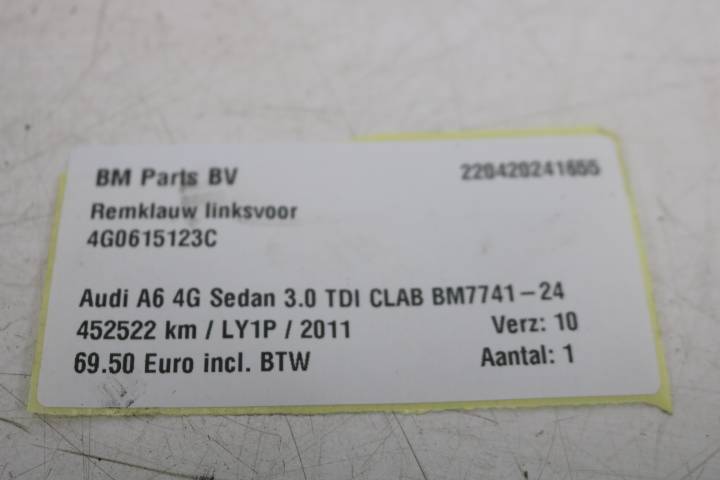 BM Parts BV 220420241655
Remklauw linksvoor
4G0615123C
Audi A6 4G Sedan 3.0 TDI CLAB BM7741-24
452522 km / LY1P / 2011 Verz: 10
69.50 Euro incl. BTW Aantal: 1